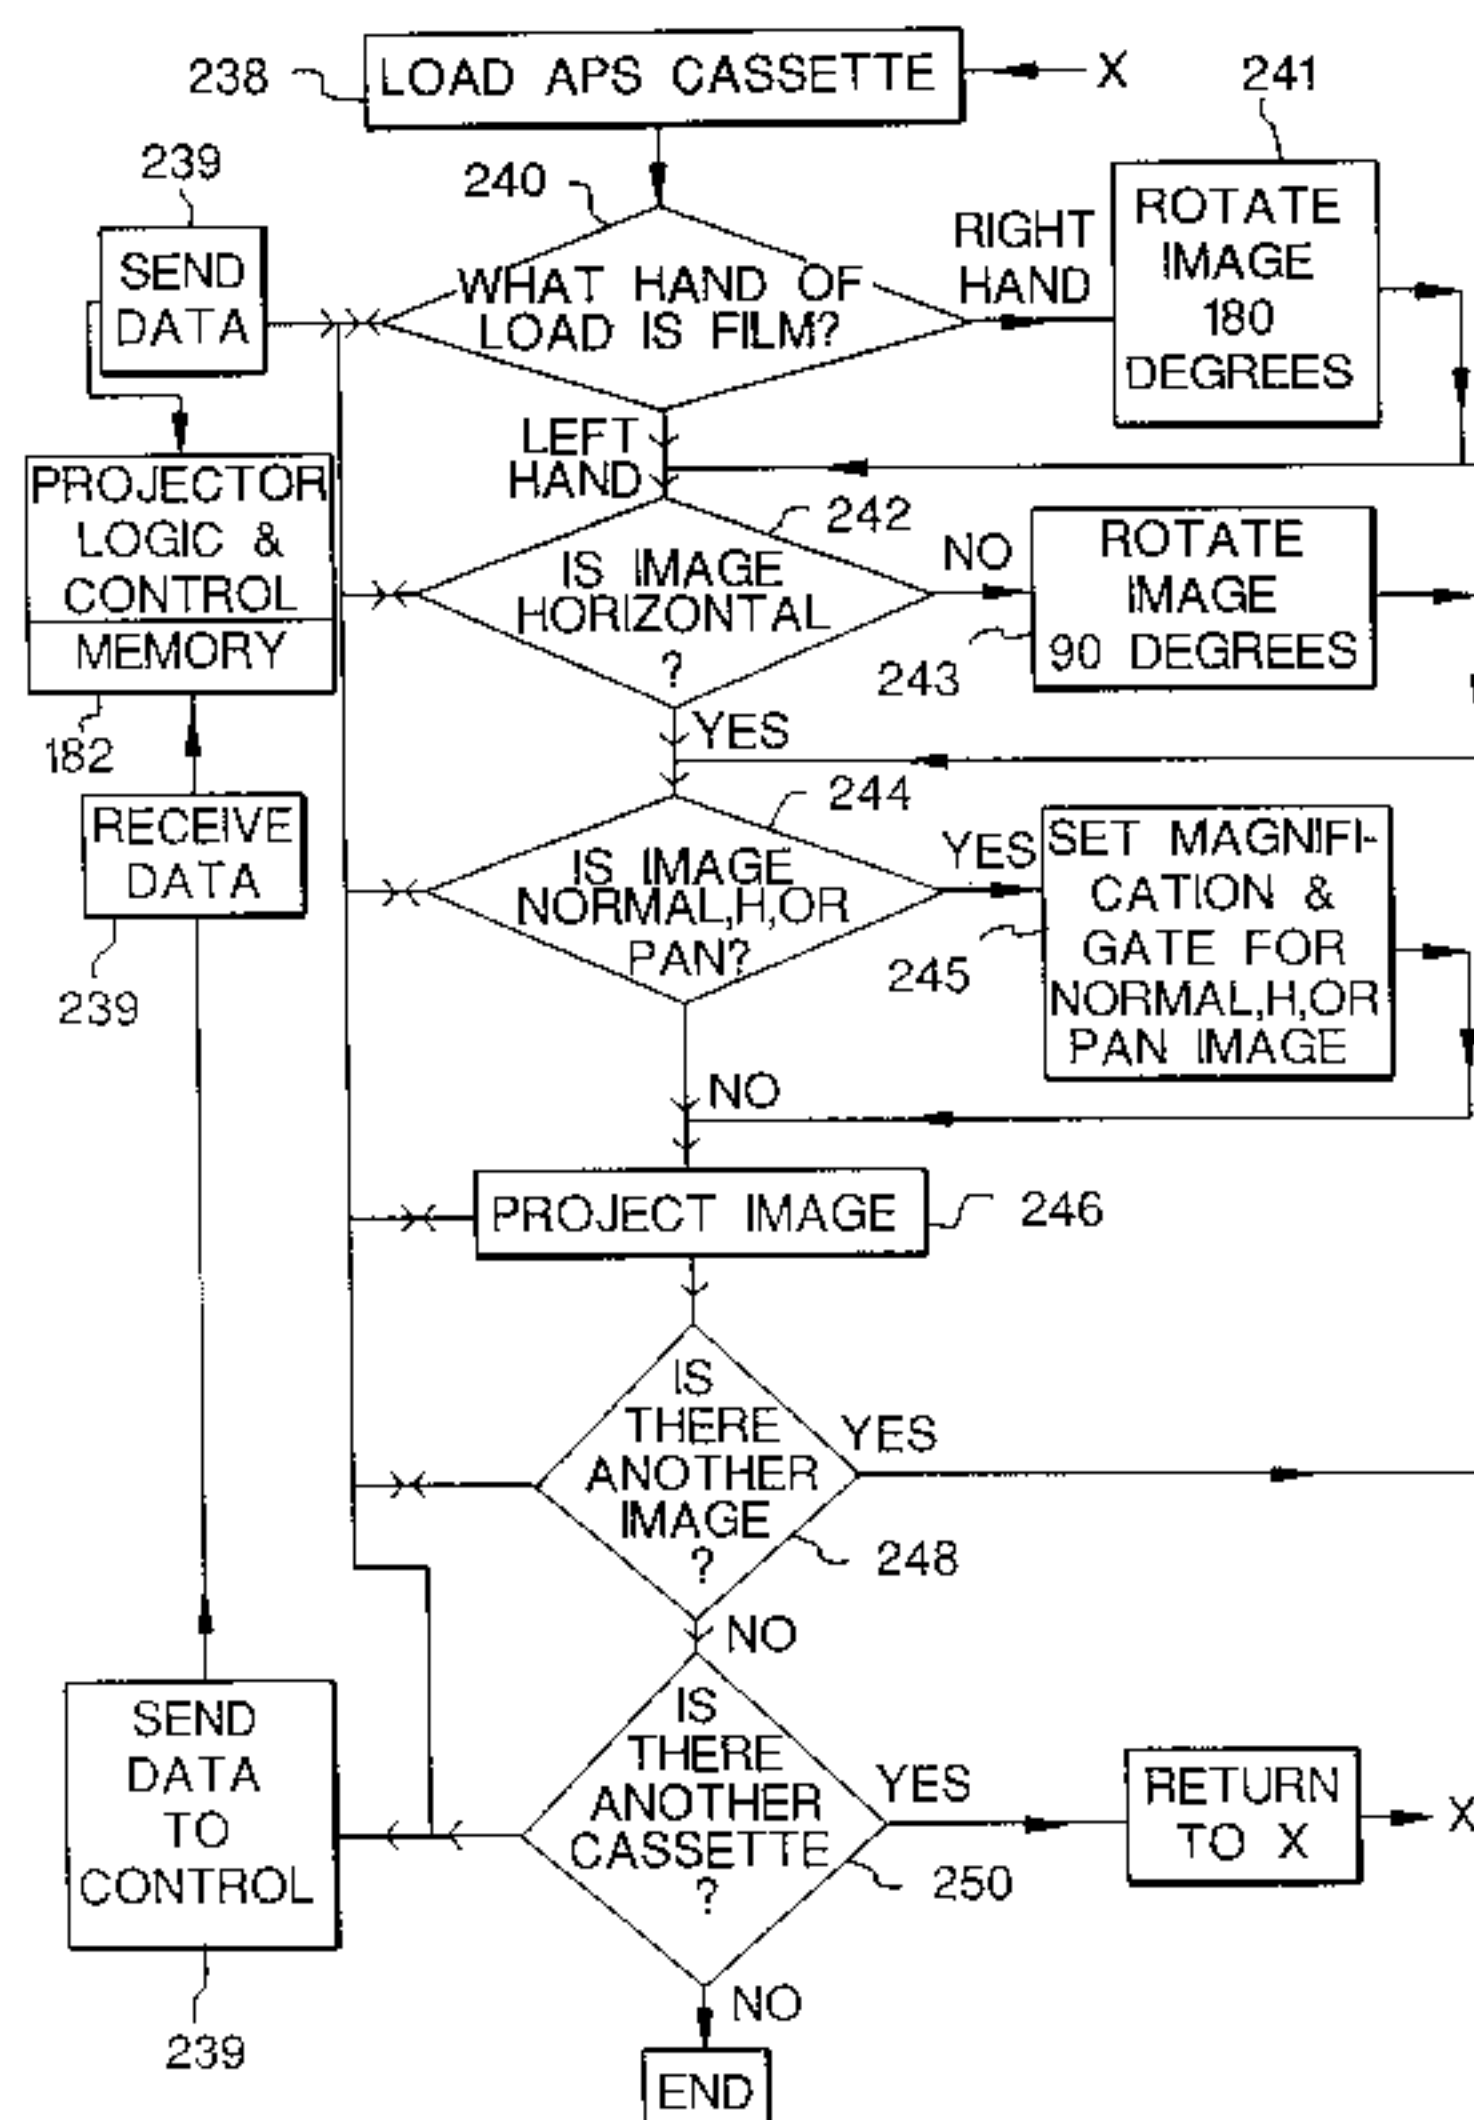 238
LOAD APS CASSETTE
X
241
239
240
RIGHT
HAND
ROTATE
IMAGE
180
DEGREES
SEND
DATA
WHAT HAND OF
LOAD IS FILM?
LEFT
HAND
PROJECTOR
LOGIC &
CONTROL
MEMORY
182
242
IS IMAGE
HORIZONTAL
?
NO
ROTATE
IMAGE
90 DEGREES
243
YES
RECEIVE
DATA
239
244
IS IMAGE
NORMAL,H,OR
PAN?
YES
SET MAGNIFI-
CATION &
GATE FOR
NORMAL,H,OR
PAN IMAGE
245
NO
PROJECT IMAGE
246
IS
THERE
ANOTHER
IMAGE
?
YES
248
NO
SEND
DATA
TO
CONTROL
239
IS
THERE
ANOTHER
CASSETTE
?
YES
250
RETURN
TO X
X
NO
END